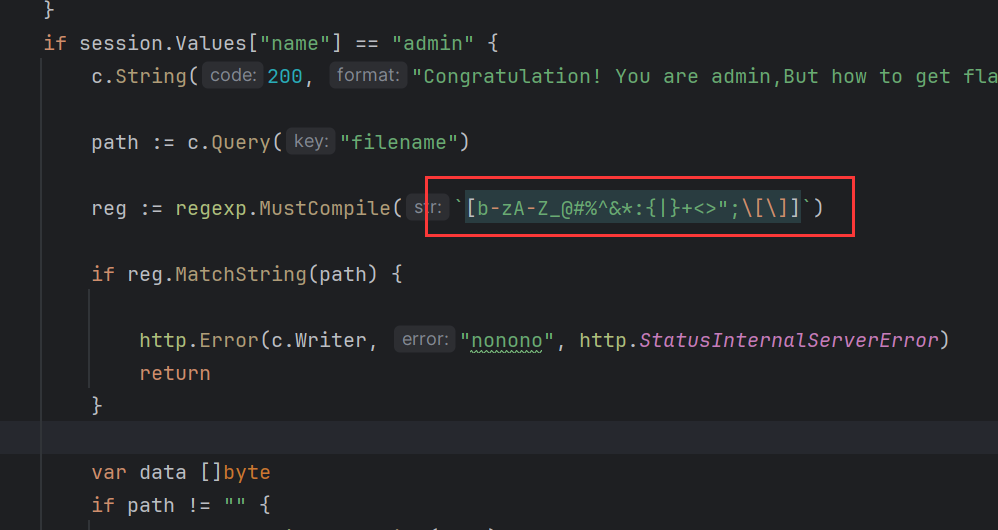 }
if session.Values["name"] == "admin" {
c.String( code: 200, format: "Congratulation! You are admin,But how to get fla
path := c.Query( key: "filename")
reg := regexp.MustCompile( str: `[b-zA-Z_@#%^&*:{|}+<>";\[\]]`)
if reg.MatchString(path) {
http.Error(c.Writer, error: "nonono", http.StatusInternalServerError)
return
}
var data []byte
if path != "" {